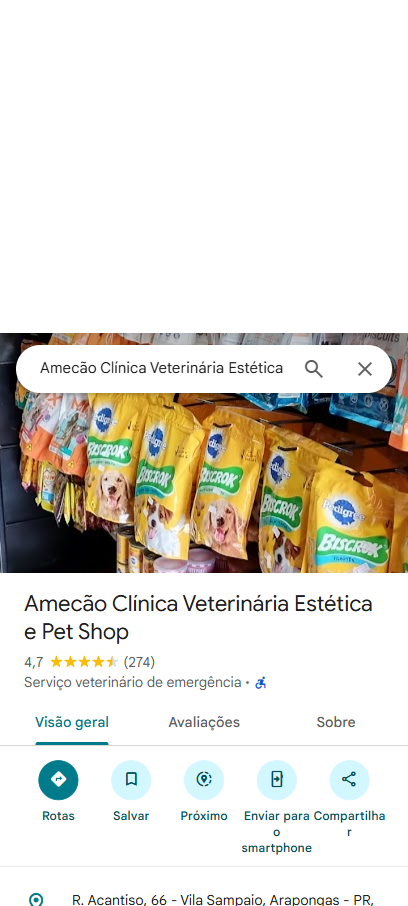 Amecão Clínica Veterinária Estética
Pedigree
BISCROK
Pedigree
BISCROK
Pedigree
BISCROK
Pedigree
BISCROK
Pedigree
BISCROK
Amecão Clínica Veterinária Estética
e Pet Shop
4,7 (274)
Serviço veterinário de emergência ·
Visão geral Avaliações Sobre
Rotas Salvar Próximo Enviar para o smartphone Compartilhar
R. Acantiso, 66 - Vila Sampaio, Arapongas - PR,